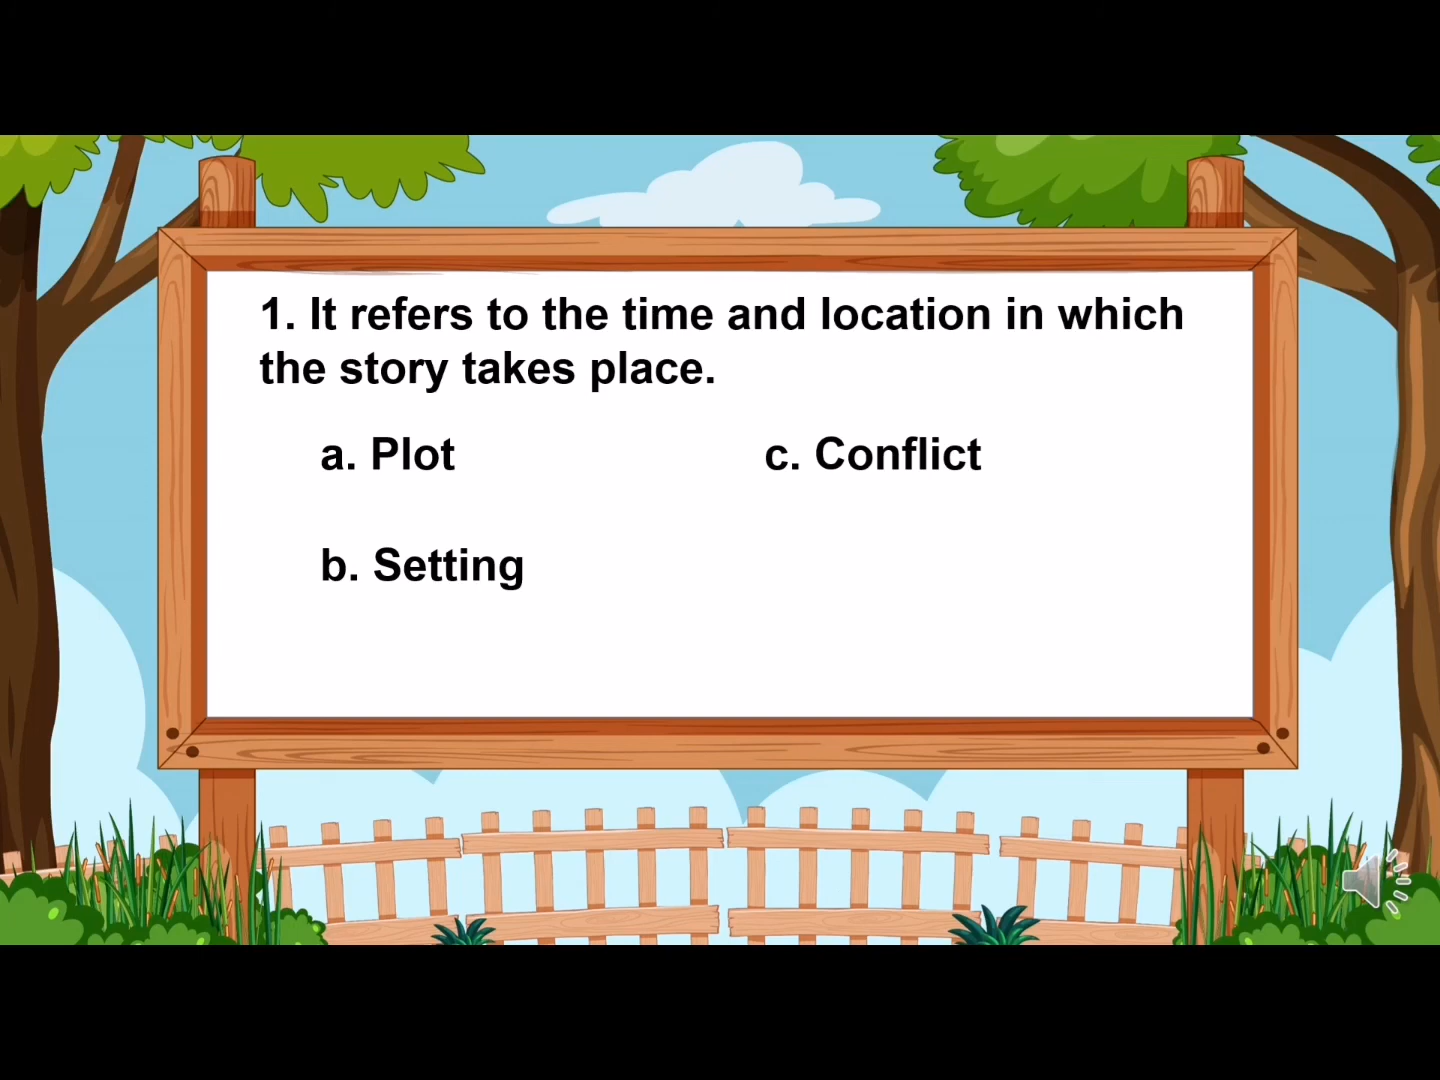 1. It refers to the time and location in which
the story takes place.
a. Plot
c. Conflict
b. Setting